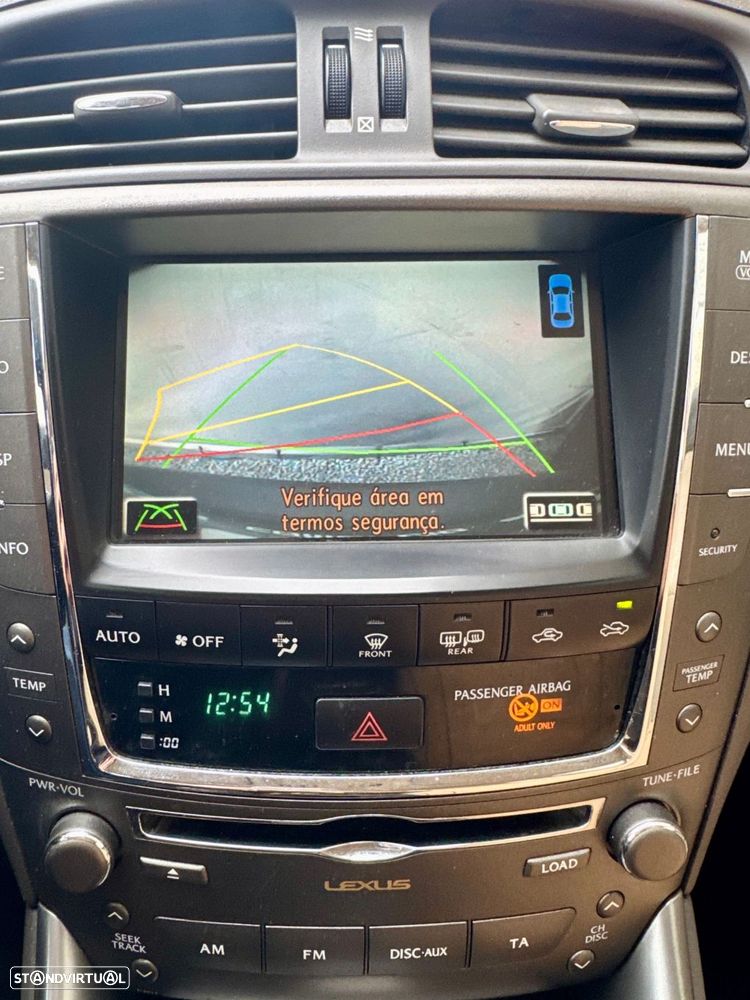 Verifique área em
termos segurança.
INFO
MENU
SECURITY
AUTO
OFF
FRONT
REAR
TEMP
PASSENGER
TEMP
H
M
:00
12:54
PASSENGER AIRBAG
ON
ADULT ONLY
PWR·VOL
TUNE·FILE
LOAD
LEXUS
SEEK
TRACK
AM
FM
DISC·AUX
TA
CH
DISC
STANDVIRTUAL